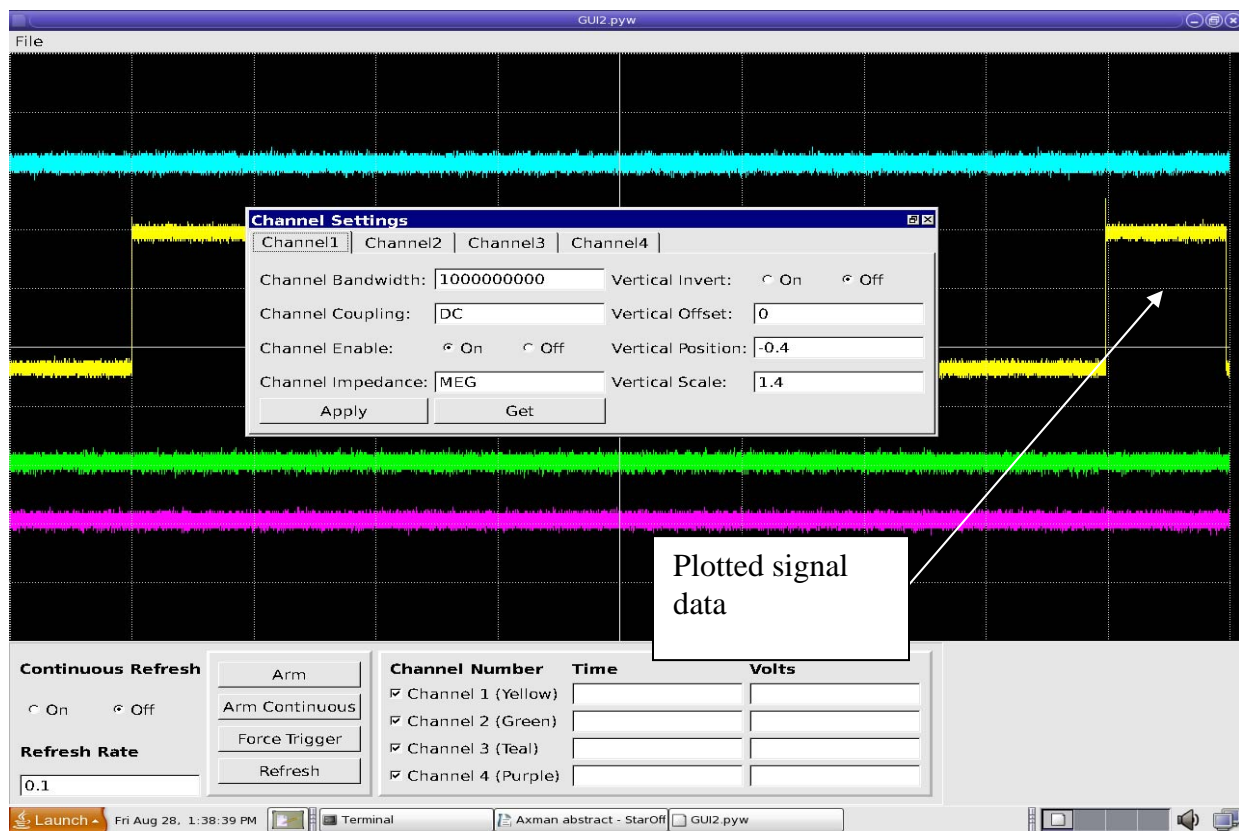 GUI2.pyw
File
Channel Settings
Channel1 Channel2 Channel3 Channel4
Channel Bandwidth: 1000000000 Vertical Invert: On Off
Channel Coupling: DC Vertical Offset: 0
Channel Enable: On Off Vertical Position: -0.4
Channel Impedance: MEG Vertical Scale: 1.4
Apply Get
Plotted signal
data
Continuous Refresh
On Off
Refresh Rate
0.1
Arm
Arm Continuous
Force Trigger
Refresh
Channel Number Time Volts
Channel 1 (Yellow)
Channel 2 (Green)
Channel 3 (Teal)
Channel 4 (Purple)
Launch Fri Aug 28, 1:38:39 PM Terminal Axman abstract - StarOff GUI2.pyw